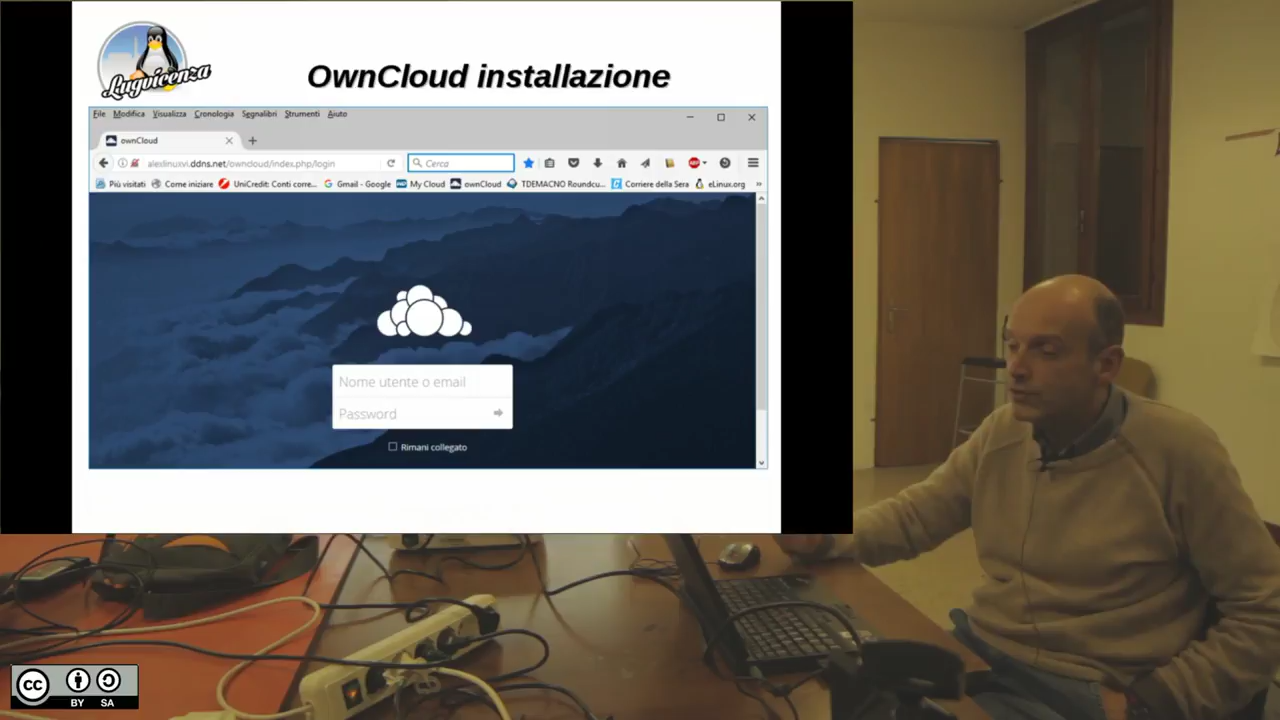 Lugvicenza
OwnCloud installazione
File Modifica Visualizza Cronologia Segnalibri Strumenti Aiuto
ownCloud
alexlinuxvi.ddns.net/owncloud/index.php/login
Cerca
ABP
Più visitati Come iniziare UniCredit: Conti corre... Gmail - Google My Cloud ownCloud TDEMACNO Roundcu... Corriere della Sera eLinux.org »
Nome utente o email
Password
Rimani collegato
CC BY SA